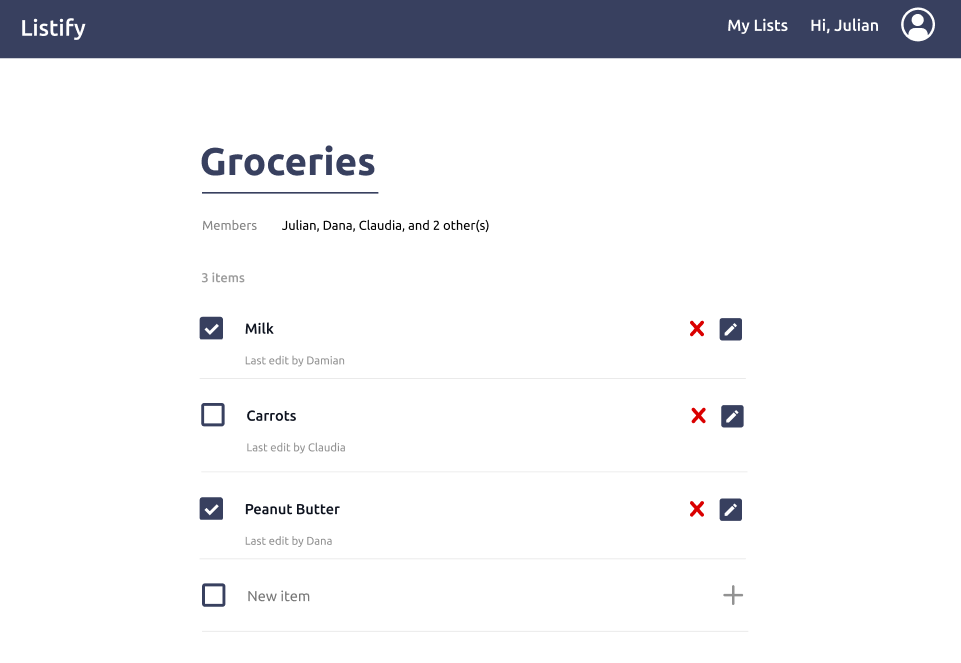 Listify
My Lists
Hi, Julian
Groceries
Members Julian, Dana, Claudia, and 2 other(s)
3 items
Milk
Last edit by Damian
Carrots
Last edit by Claudia
Peanut Butter
Last edit by Dana
New item